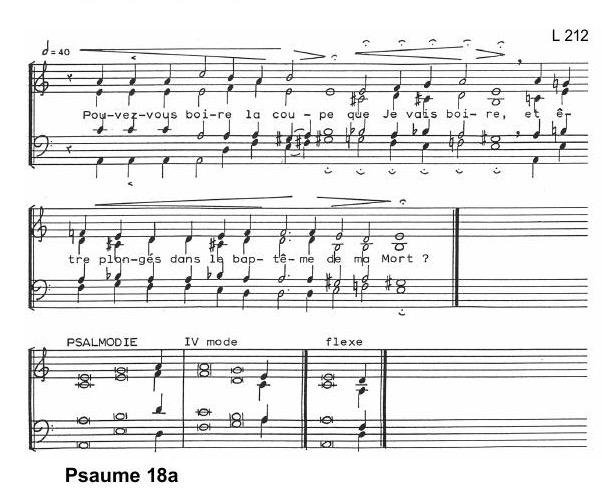 L 212
𝅗𝅥 = 40
Pou-vez-vous boi-re la cou - pe que Je vais boi- re, et ê-
tre plon-gés dans le bap-tê-me de ma Mort ?
PSALMODIE IV mode flexe
Psaume 18a